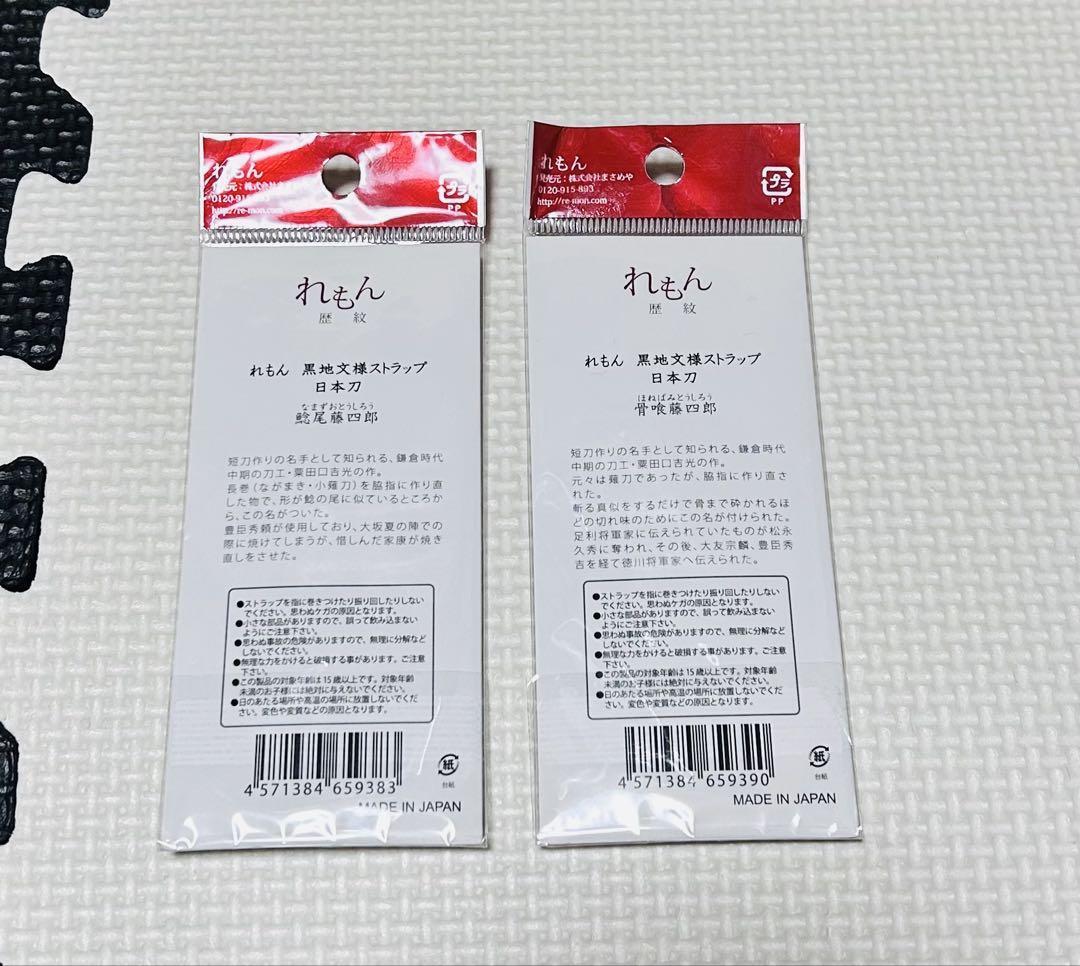 れもん
売元:株式会社
0120-915-893
http://re-mon.com
プラ
PP
れもん
歴紋
れもん 黒地文様ストラップ
日本刀
なまずおとうしろう
鯰尾藤四郎
短刀作りの名手として知られる、鎌倉時代
中期の刀工・粟田口吉光の作。
長巻(ながまき・小薙刀)を脇指に作り直
した物で、形が鯰の尾に似ているところか
ら、この名がついた。
豊臣秀頼が使用しており、大坂夏の陣での
際に焼けてしまうが、惜しんだ家康が焼き
直しをさせた。
●ストラップを指に巻きつけたり振り回したりしない
でください。思わぬケガの原因となります。
●小さな部品がありますので、誤って飲み込まない
ようにご注意下さい。
●思わぬ事故の危険がありますので、無理に分解など
しないでください。
●無理な力をかけると破損する事があります。ご注意
下さい。
●この製品の対象年齢は15歳以上です。対象年齢
未満のお子様には絶対に与えないでください。
●日のあたる場所や高温の場所に放置しないでくだ
さい。変色や変質などの原因となります。
4 571384 659383
紙
台紙
MADE IN JAPAN
れもん
発売元:株式会社まさめや
0120-915-893
http://re-mon.com
プラ
PP
れもん
歴紋
れもん 黒地文様ストラップ
日本刀
ほねばみとうしろう
骨喰藤四郎
短刀作りの名手として知られる、鎌倉時代
中期の刀工・粟田口吉光の作。
元々は薙刀であったが、脇指に作り直さ
れた。
斬る真似をするだけで骨まで砕かれるほ
どの切れ味のためにこの名が付けられた。
足利将軍家に伝えられていたものが松永
久秀に奪われ、その後、大友宗麟、豊臣秀
吉を経て徳川将軍家へ伝えられた。
●ストラップを指に巻きつけたり振り回したりしない
でください。思わぬケガの原因となります。
●小さな部品がありますので、誤って飲み込まない
ようにご注意下さい。
●思わぬ事故の危険がありますので、無理に分解など
しないでください。
●無理な力をかけると破損する事があります。ご注意
下さい。
●この製品の対象年齢は15歳以上です。対象年齢
未満のお子様には絶対に与えないでください。
●日のあたる場所や高温の場所に放置しないでくだ
さい。変色や変質などの原因となります。
4 571384 659390
紙
台紙
MADE IN JAPAN